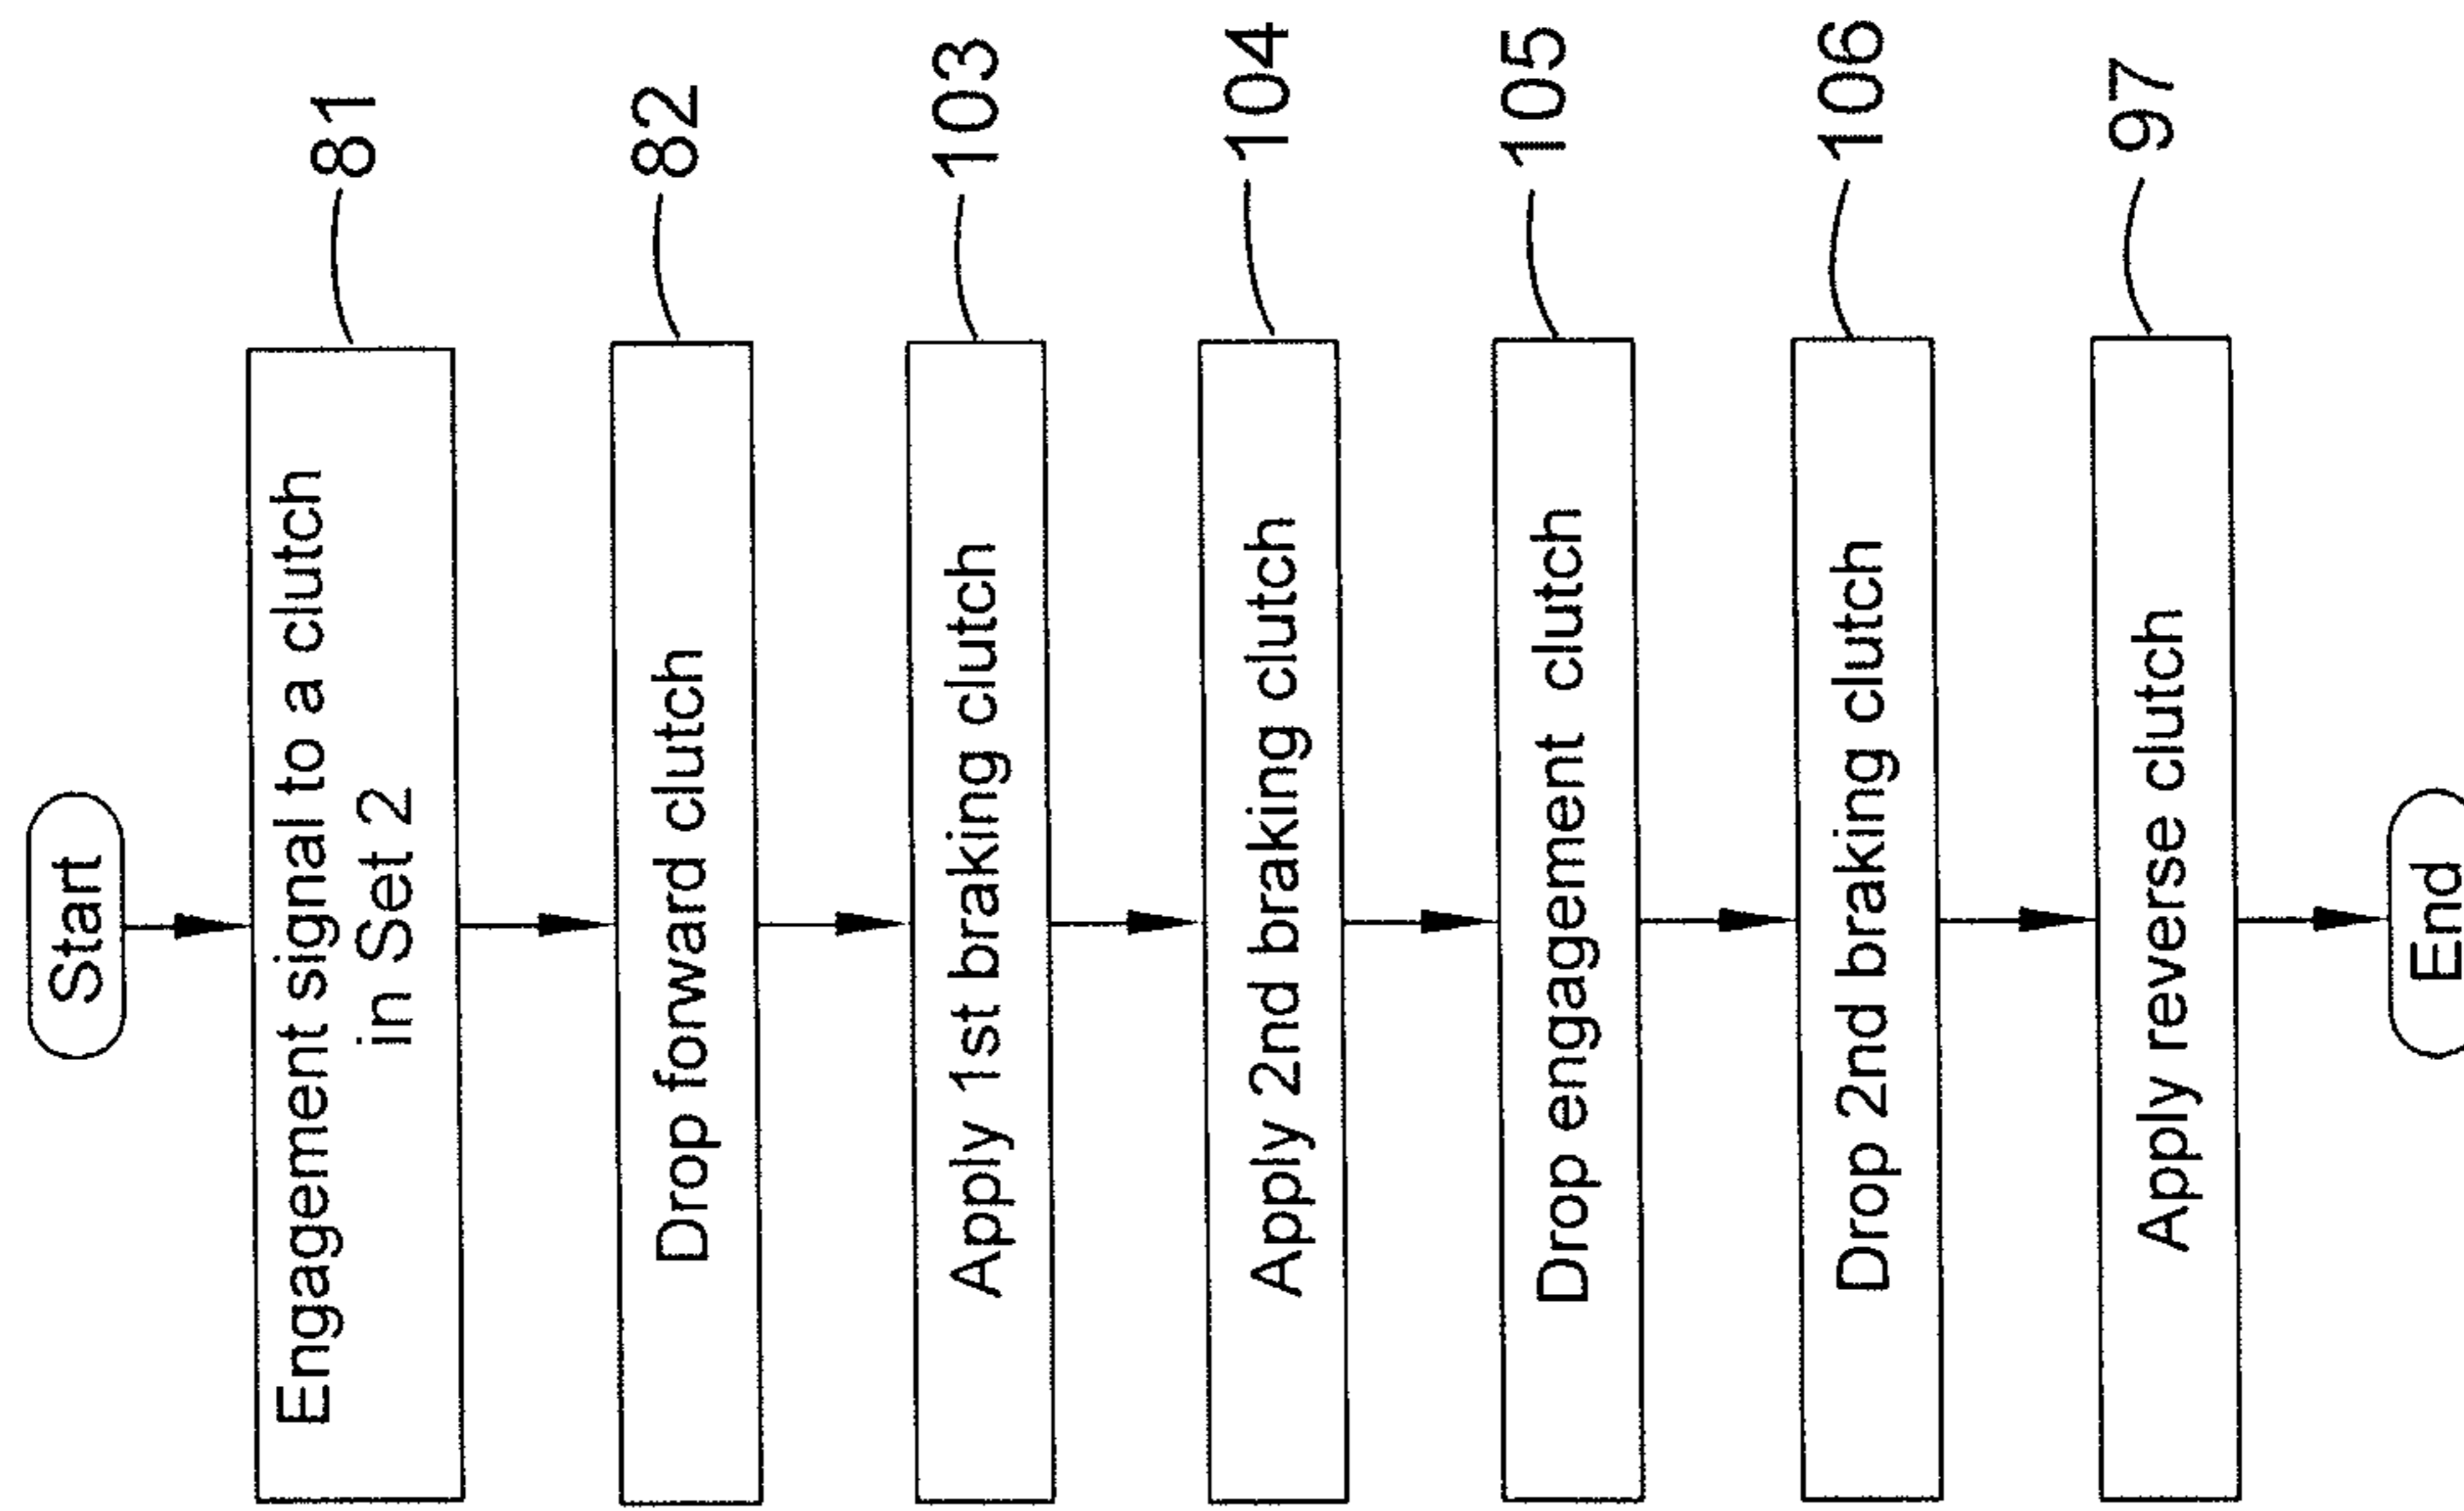 Start
Engagement signal to a clutch
in Set 2
81
Drop forward clutch
82
Apply 1st braking clutch
103
Apply 2nd braking clutch
104
Drop engagement clutch
105
Drop 2nd braking clutch
106
Apply reverse clutch
97
End